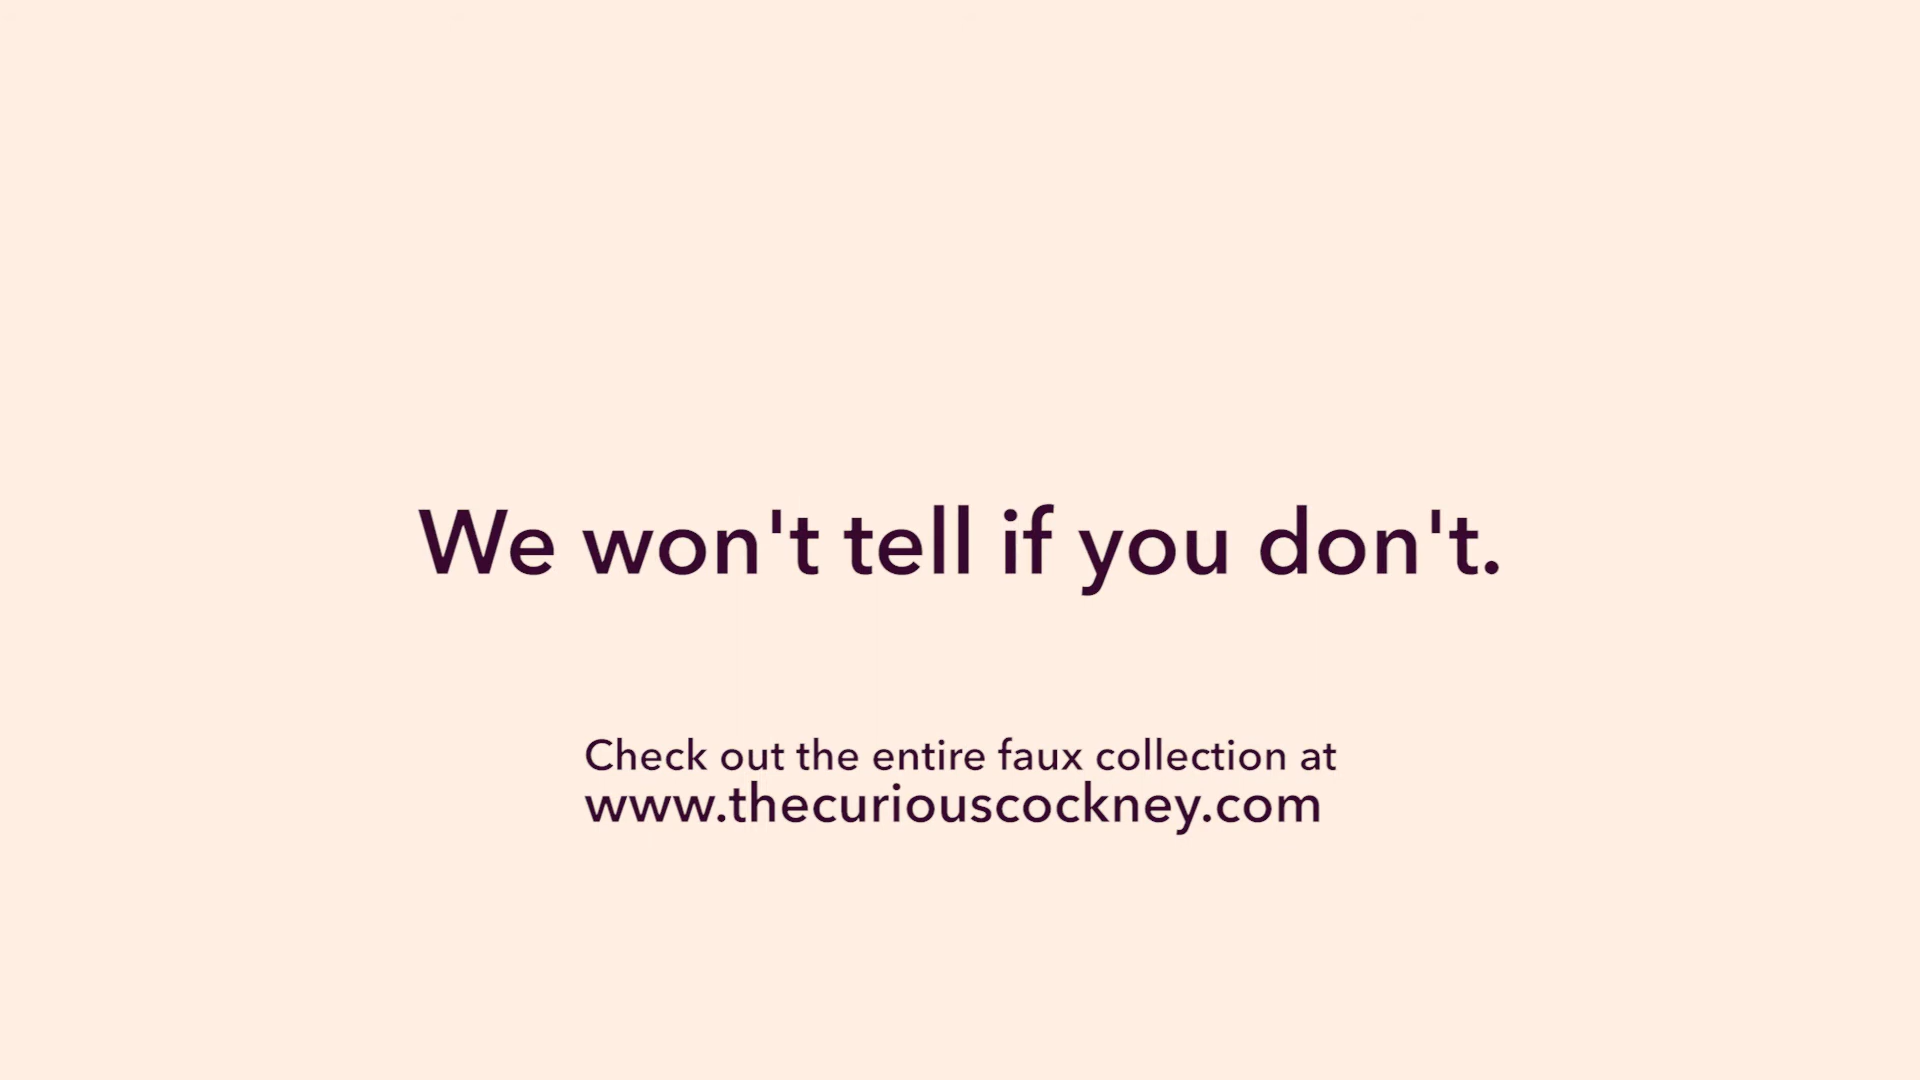 We won't tell if you don't.
Check out the entire faux collection at
www.thecuriouscockney.com